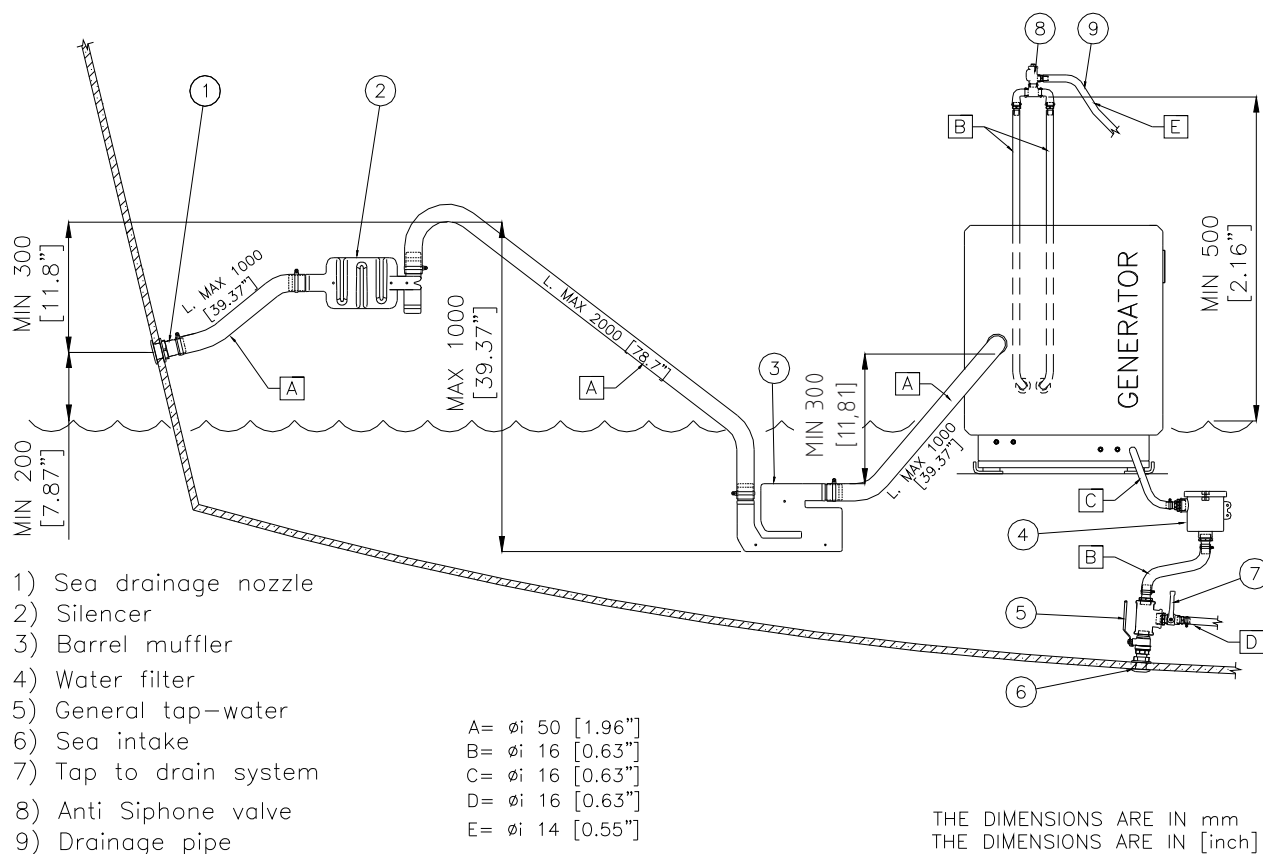 8
9
1
2
B
E
MIN 300
[11.8"]
L. MAX 1000
[39.37"]
MIN 500
[2.16"]
GENERATOR
L. MAX 2000 [78.7"]
MAX 1000
[39.37"]
A
A
3
A
MIN 300
[11,81]
L. MAX 1000
[39.37"]
MIN 200
[7.87"]
C
4
B
7
5
D
6
1) Sea drainage nozzle
2) Silencer
3) Barrel muffler
4) Water filter
5) General tap-water
6) Sea intake
7) Tap to drain system
8) Anti Siphone valve
9) Drainage pipe
A= øi 50 [1.96"]
B= øi 16 [0.63"]
C= øi 16 [0.63"]
D= øi 16 [0.63"]
E= øi 14 [0.55"]
THE DIMENSIONS ARE IN mm
THE DIMENSIONS ARE IN [inch]